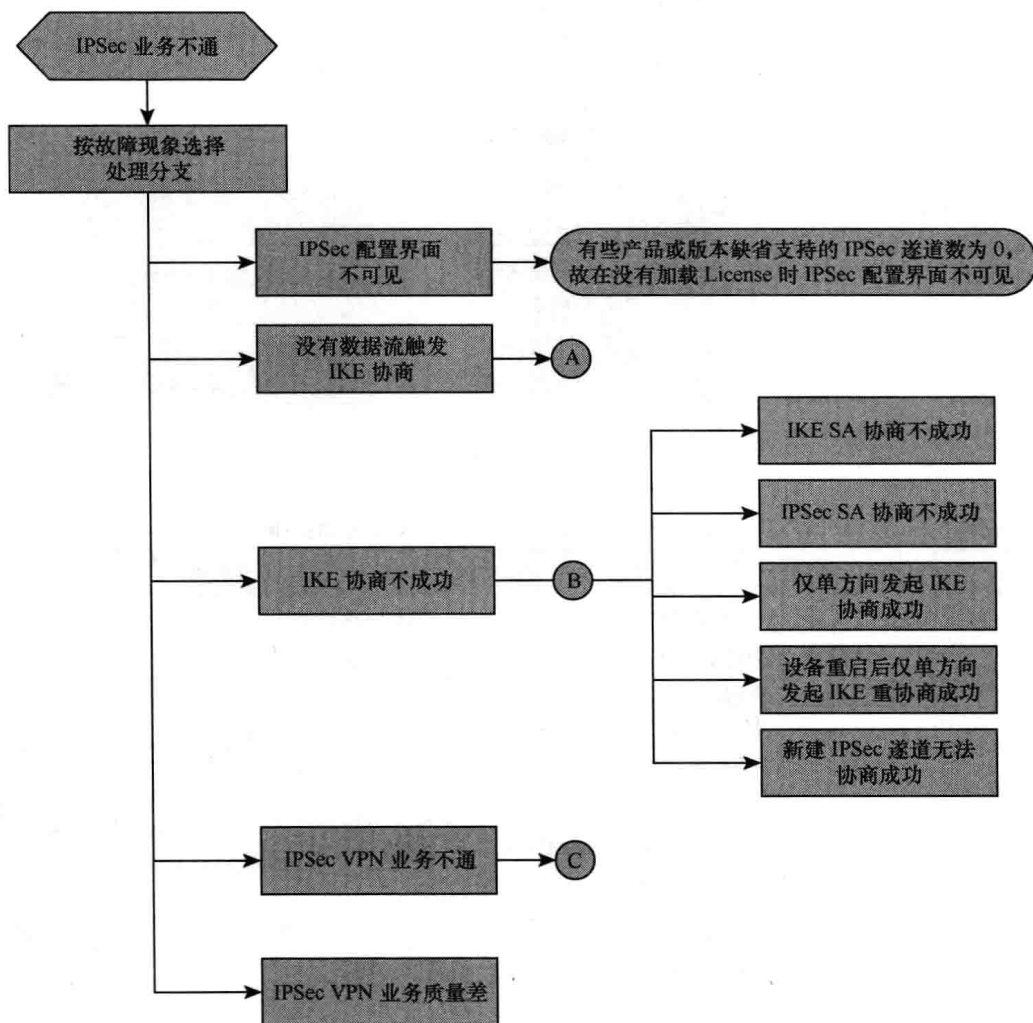 IPSec 业务不通
按故障现象选择
处理分支
IPSec 配置界面
不可见
有些产品或版本缺省支持的 IPSec 遂道数为 0,
故在没有加载 License 时 IPSec 配置界面不可见
没有数据流触发
IKE 协商
A
IKE 协商不成功
B
IKE SA 协商不成功
IPSec SA 协商不成功
仅单方向发起 IKE
协商成功
设备重启后仅单方向
发起 IKE 重协商成功
新建 IPSec 遂道无法
协商成功
IPSec VPN 业务不通
C
IPSec VPN 业务质量差